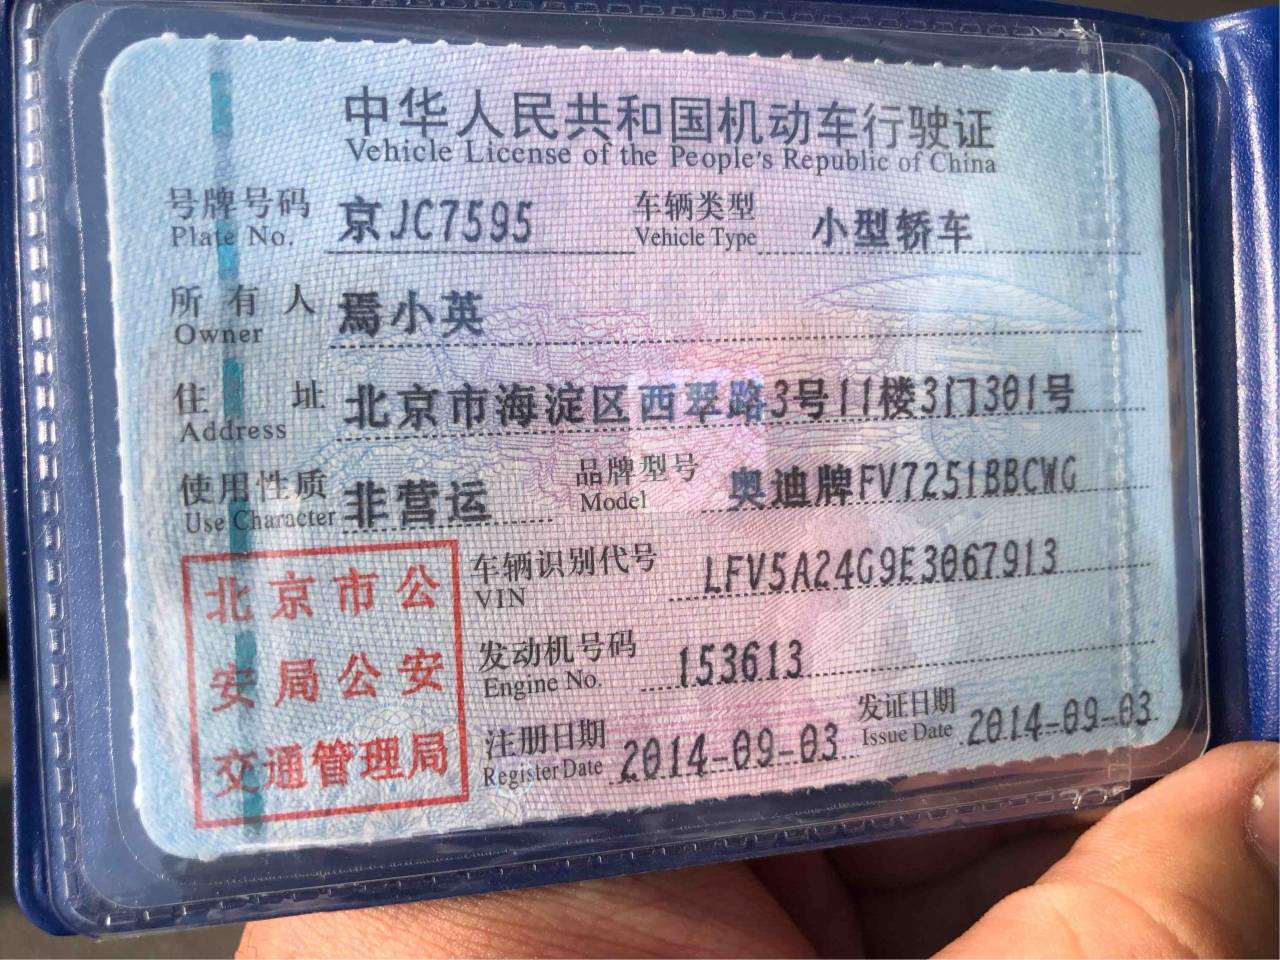 中华人民共和国机动车行驶证
Vehicle License of the People's Republic of China
号牌号码 京JC7595 车辆类型 小型轿车
Plate No. Vehicle Type
所有人 焉小英
Owner
住址 北京市海淀区西翠路3号11楼3门301号
Address
使用性质 非营运 品牌型号 奥迪牌FV7251BBCWG
Use Character Model
车辆识别代号 LFV5A24G9E3067913
VIN
发动机号码 153613
Engine No.
注册日期 2014-09-03 发证日期 2014-09-03
Register Date Issue Date
北京市公
安局公安
交通管理局